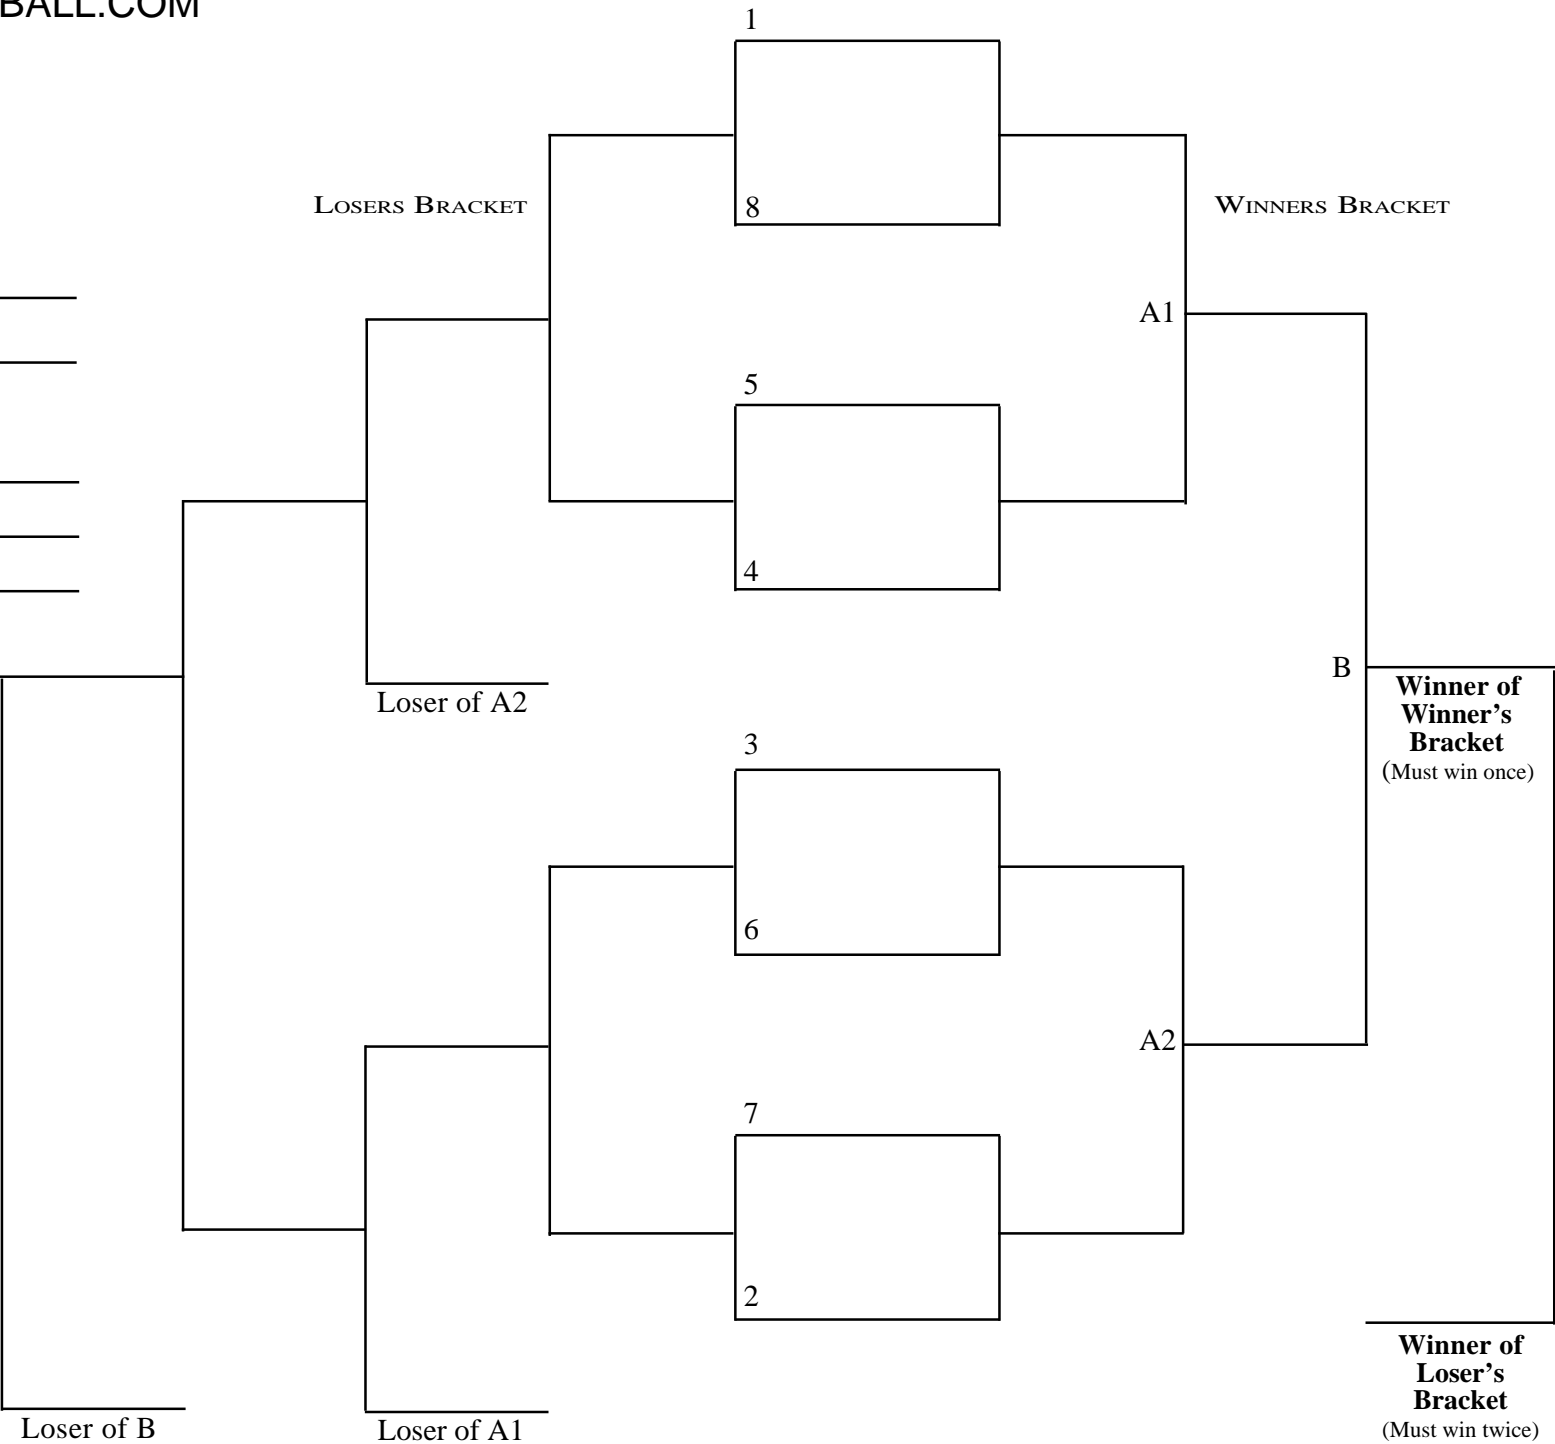 BALL.COM
1
LOSERS BRACKET
8
WINNERS BRACKET
A1
5
4
B
Winner of
Winner’s
Bracket
(Must win once)
Loser of A2
3
6
A2
7
2
Winner of
Loser’s
Bracket
(Must win twice)
Loser of B
Loser of A1